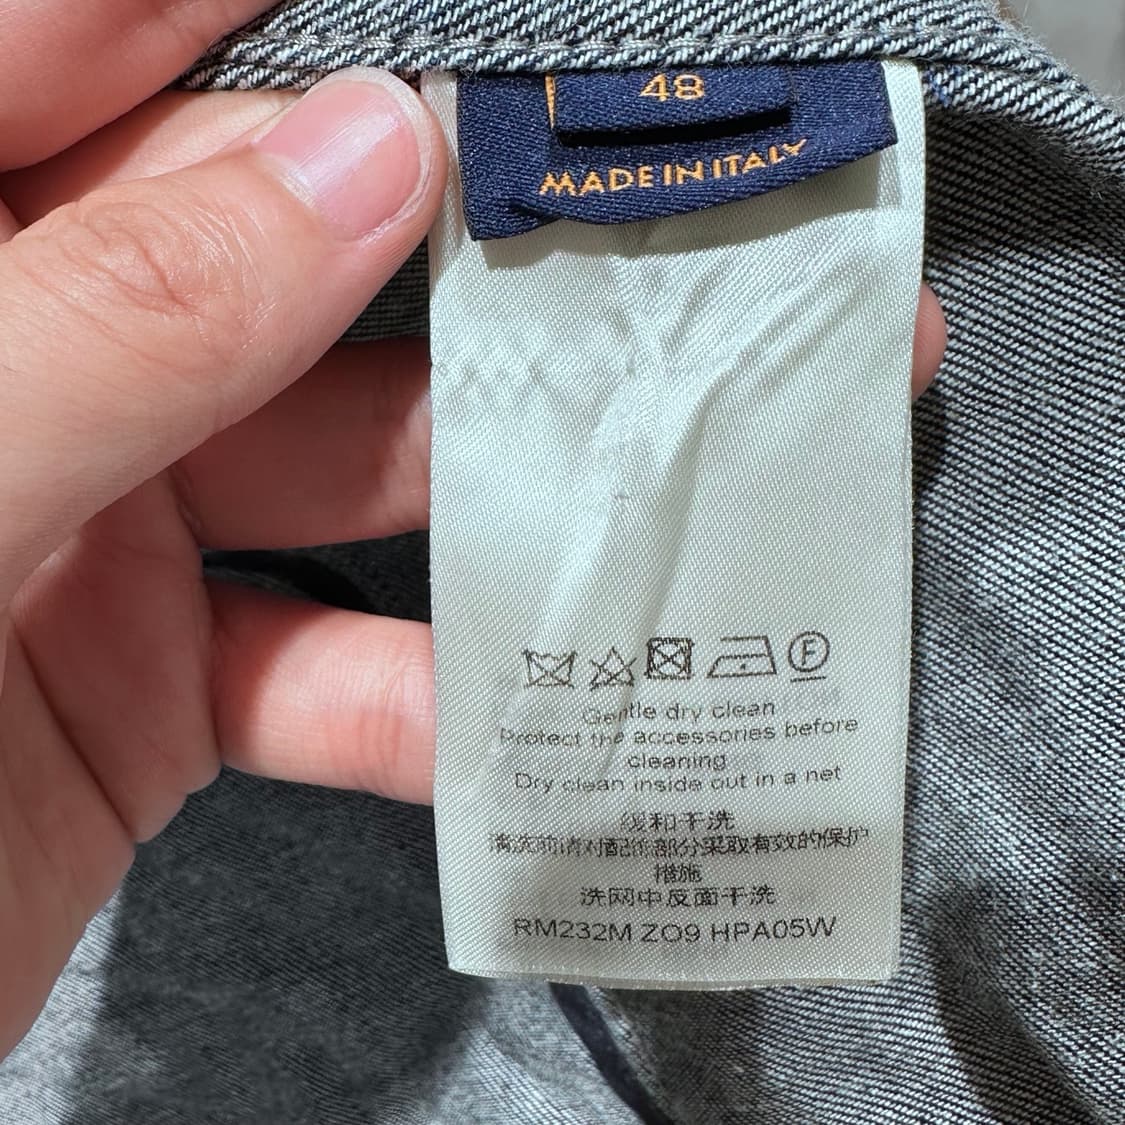 48
MADE IN ITALY
F
Gentle dry clean
Protect the accessories before
cleaning
Dry clean inside out in a net
缓和干洗
清洗前请对配饰部分采取有效的保护
措施
洗网中反面干洗
RM232M ZO9 HPA05W